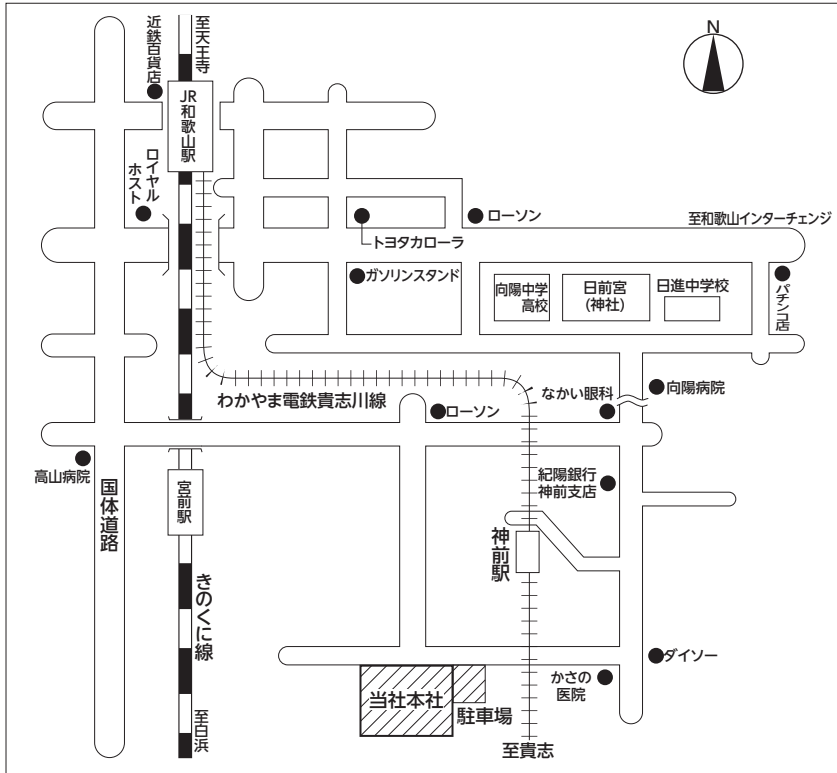 近鉄百貨店
至天王寺
N
JR和歌山駅
ロイヤル
ホスト
ローソン
至和歌山インターチェンジ
トヨタカローラ
ガソリンスタンド
向陽中学
高校
日前宮
(神社)
日進中学校
パチンコ店
わかやま電鉄貴志川線
ローソン
なかい眼科
向陽病院
高山病院
国体道路
宮前駅
紀陽銀行
神前支店
神前駅
きのくに線
ダイソー
かさの
医院
当社本社
駐車場
至白浜
至貴志